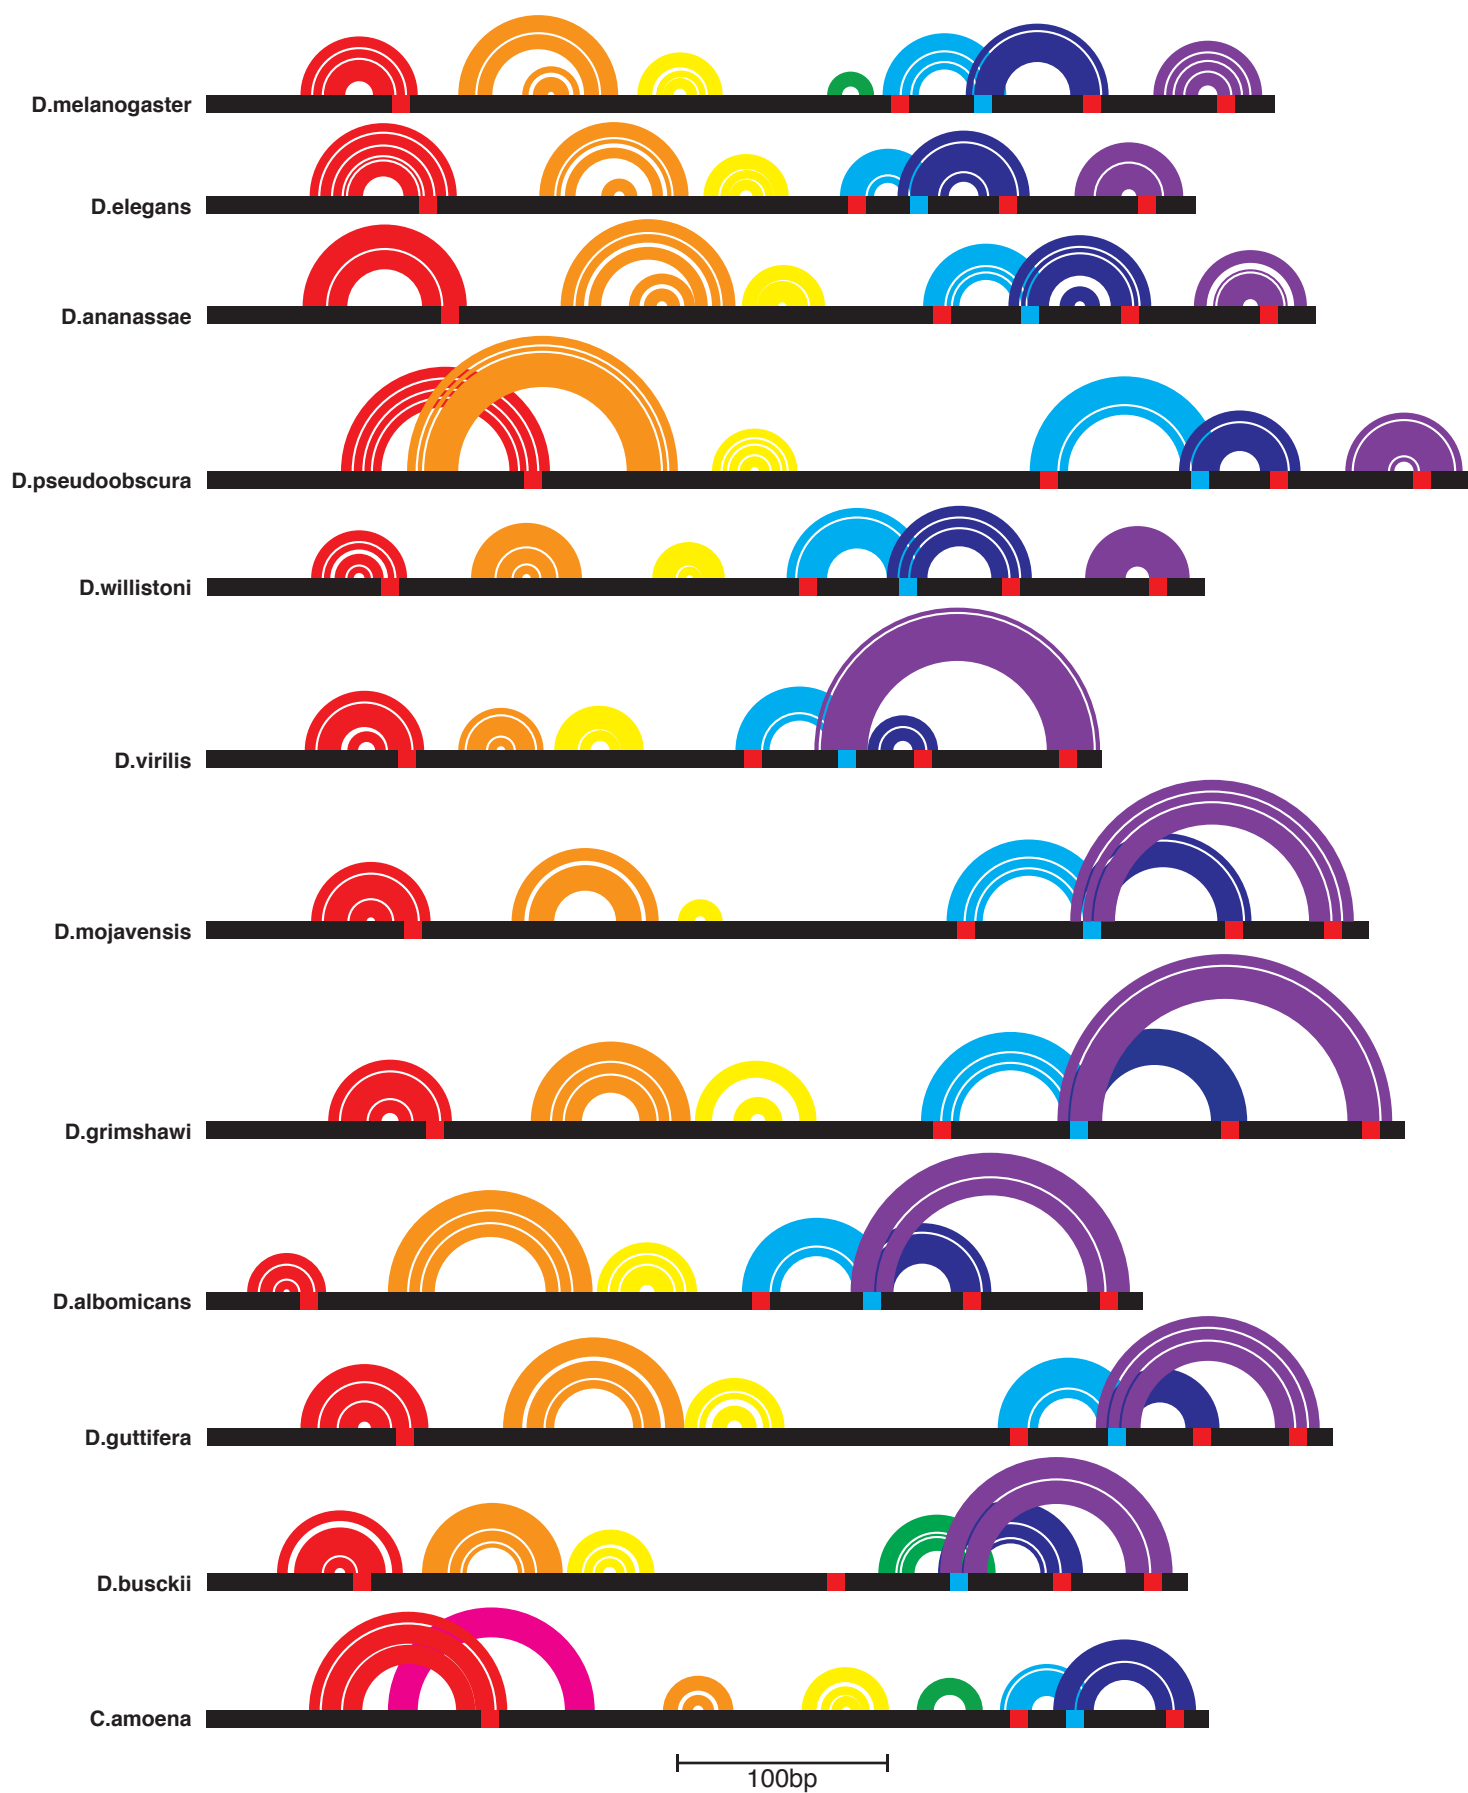 D.melanogaster
D.elegans
D.ananassae
D.pseudoobscura
D.willistoni
D.virilis
D.mojavensis
D.grimshawi
D.albomicans
D.guttifera
D.busckii
C.amoena
100bp